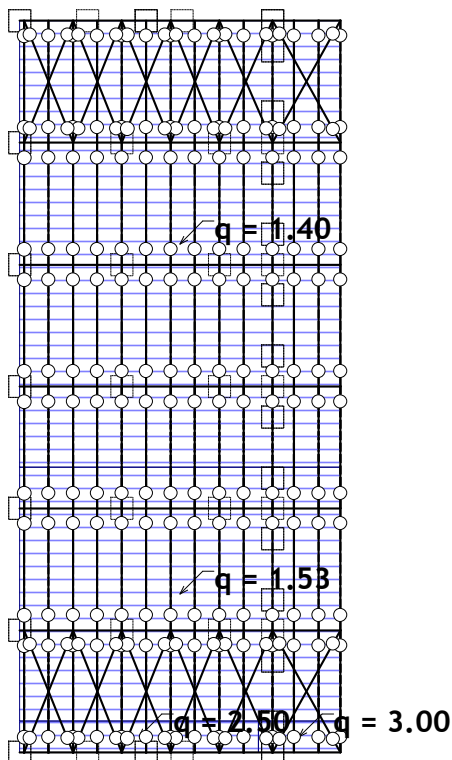 q = 1.40
q = 1.53
q = 2.50
q = 3.00